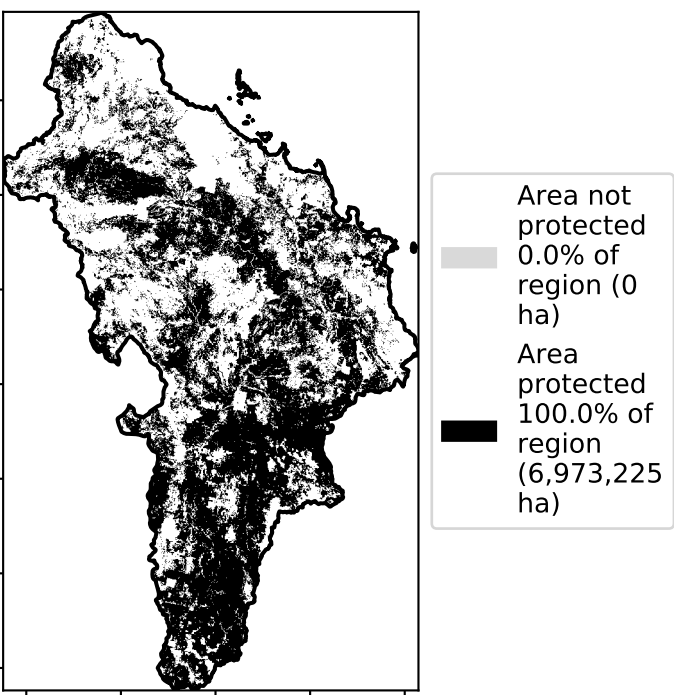 Area not
protected
0.0% of
region (0
ha)
Area
protected
100.0% of
region
(6,973,225
ha)